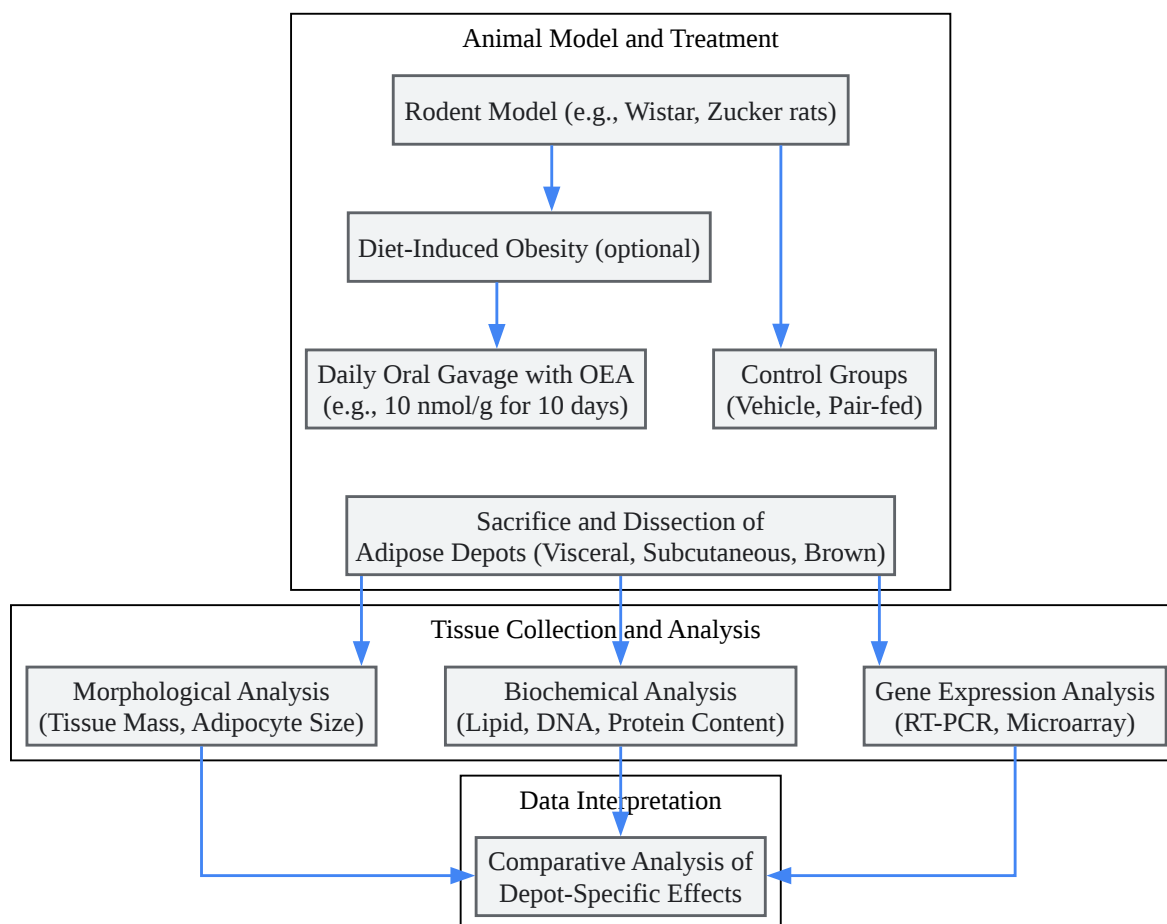 Animal Model and Treatment
Rodent Model (e.g., Wistar, Zucker rats)
Diet-Induced Obesity (optional)
Daily Oral Gavage with OEA
(e.g., 10 nmol/g for 10 days)
Control Groups
(Vehicle, Pair-fed)
Sacrifice and Dissection of
Adipose Depots (Visceral, Subcutaneous, Brown)
Tissue Collection and Analysis
Morphological Analysis
(Tissue Mass, Adipocyte Size)
Biochemical Analysis
(Lipid, DNA, Protein Content)
Gene Expression Analysis
(RT-PCR, Microarray)
Data Interpretation
Comparative Analysis of
Depot-Specific Effects